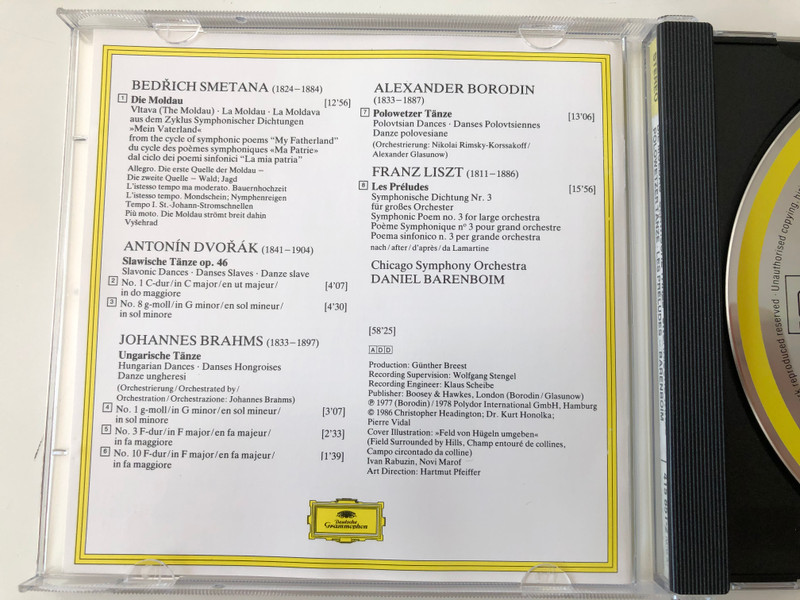 BEDŘICH SMETANA (1824–1884)
1 Die Moldau [12'56]
Vltava (The Moldau) · La Moldau · La Moldava
aus dem Zyklus Symphonischer Dichtungen
»Mein Vaterland«
from the cycle of symphonic poems "My Fatherland"
du cycle des poèmes symphoniques «Ma Patrie»
dal ciclo dei poemi sinfonici "La mia patria"
Allegro. Die erste Quelle der Moldau –
Die zweite Quelle – Wald; Jagd
L'istesso tempo ma moderato. Bauernhochzeit
L'istesso tempo. Mondschein; Nymphenreigen
Tempo I. St.-Johann-Stromschnellen
Più moto. Die Moldau strömt breit dahin
Vyšehrad
ANTONÍN DVOŘÁK (1841–1904)
Slawische Tänze op. 46
Slavonic Dances · Danses Slaves · Danze slave
2 No. 1 C-dur/in C major/en ut majeur/ [4'07]
in do maggiore
3 No. 8 g-moll/in G minor/en sol mineur/ [4'30]
in sol minore
JOHANNES BRAHMS (1833–1897)
Ungarische Tänze
Hungarian Dances · Danses Hongroises
Danze ungheresi
(Orchestrierung/Orchestrated by/
Orchestration/Orchestrazione: Johannes Brahms)
4 No. 1 g-moll/in G minor/en sol mineur/ [3'07]
in sol minore
5 No. 3 F-dur/in F major/en fa majeur/ [2'33]
in fa maggiore
6 No. 10 F-dur/in F major/en fa majeur/ [1'39]
in fa maggiore
ALEXANDER BORODIN
(1833–1887)
7 Polowetzer Tänze [13'06]
Polovtsian Dances · Danses Polovtsiennes
Danze polovesiane
(Orchestrierung: Nikolai Rimsky-Korssakoff/
Alexander Glasunow)
FRANZ LISZT (1811–1886)
8 Les Préludes [15'56]
Symphonische Dichtung Nr. 3
für großes Orchester
Symphonic Poem no. 3 for large orchestra
Poème Symphonique nº 3 pour grand orchestre
Poema sinfonico n. 3 per grande orchestra
nach/after/d'après/da Lamartine
Chicago Symphony Orchestra
DANIEL BARENBOIM
[58'25]
ADD
Production: Günther Breest
Recording Supervision: Wolfgang Stengel
Recording Engineer: Klaus Scheibe
Publisher: Boosey & Hawkes, London (Borodin/Glasunow)
℗ 1977 (Borodin)/1978 Polydor International GmbH, Hamburg
© 1986 Christopher Headington; Dr. Kurt Honolka;
Pierre Vidal
Cover Illustration: »Feld von Hügeln umgeben«
(Field Surrounded by Hills, Champ entouré de collines,
Campo circontado da colline)
Ivan Rabuzin, Novi Marof
Art Direction: Hartmut Pfeiffer
Deutsche
Grammophon
STEREO
LES PRÉLUDES – BARENBOIM
reproduced reserved · Unauthorised copying,